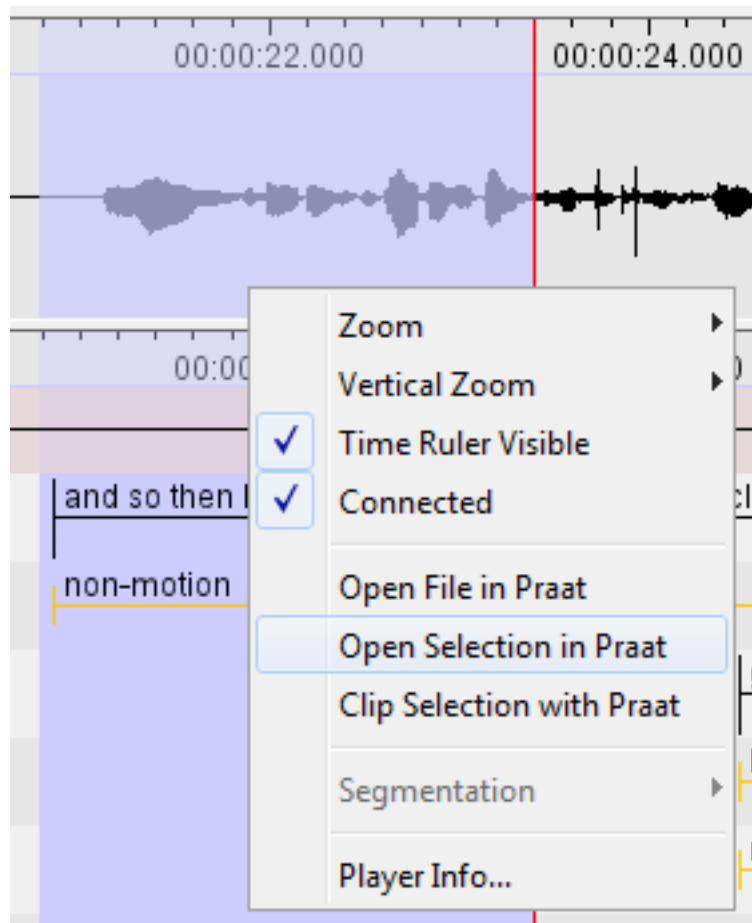 00:00:22.000 00:00:24.000
Zoom
00:00
Vertical Zoom
Time Ruler Visible
and so then
Connected
non-motion
Open File in Praat
Open Selection in Praat
Clip Selection with Praat
Segmentation
Player Info...